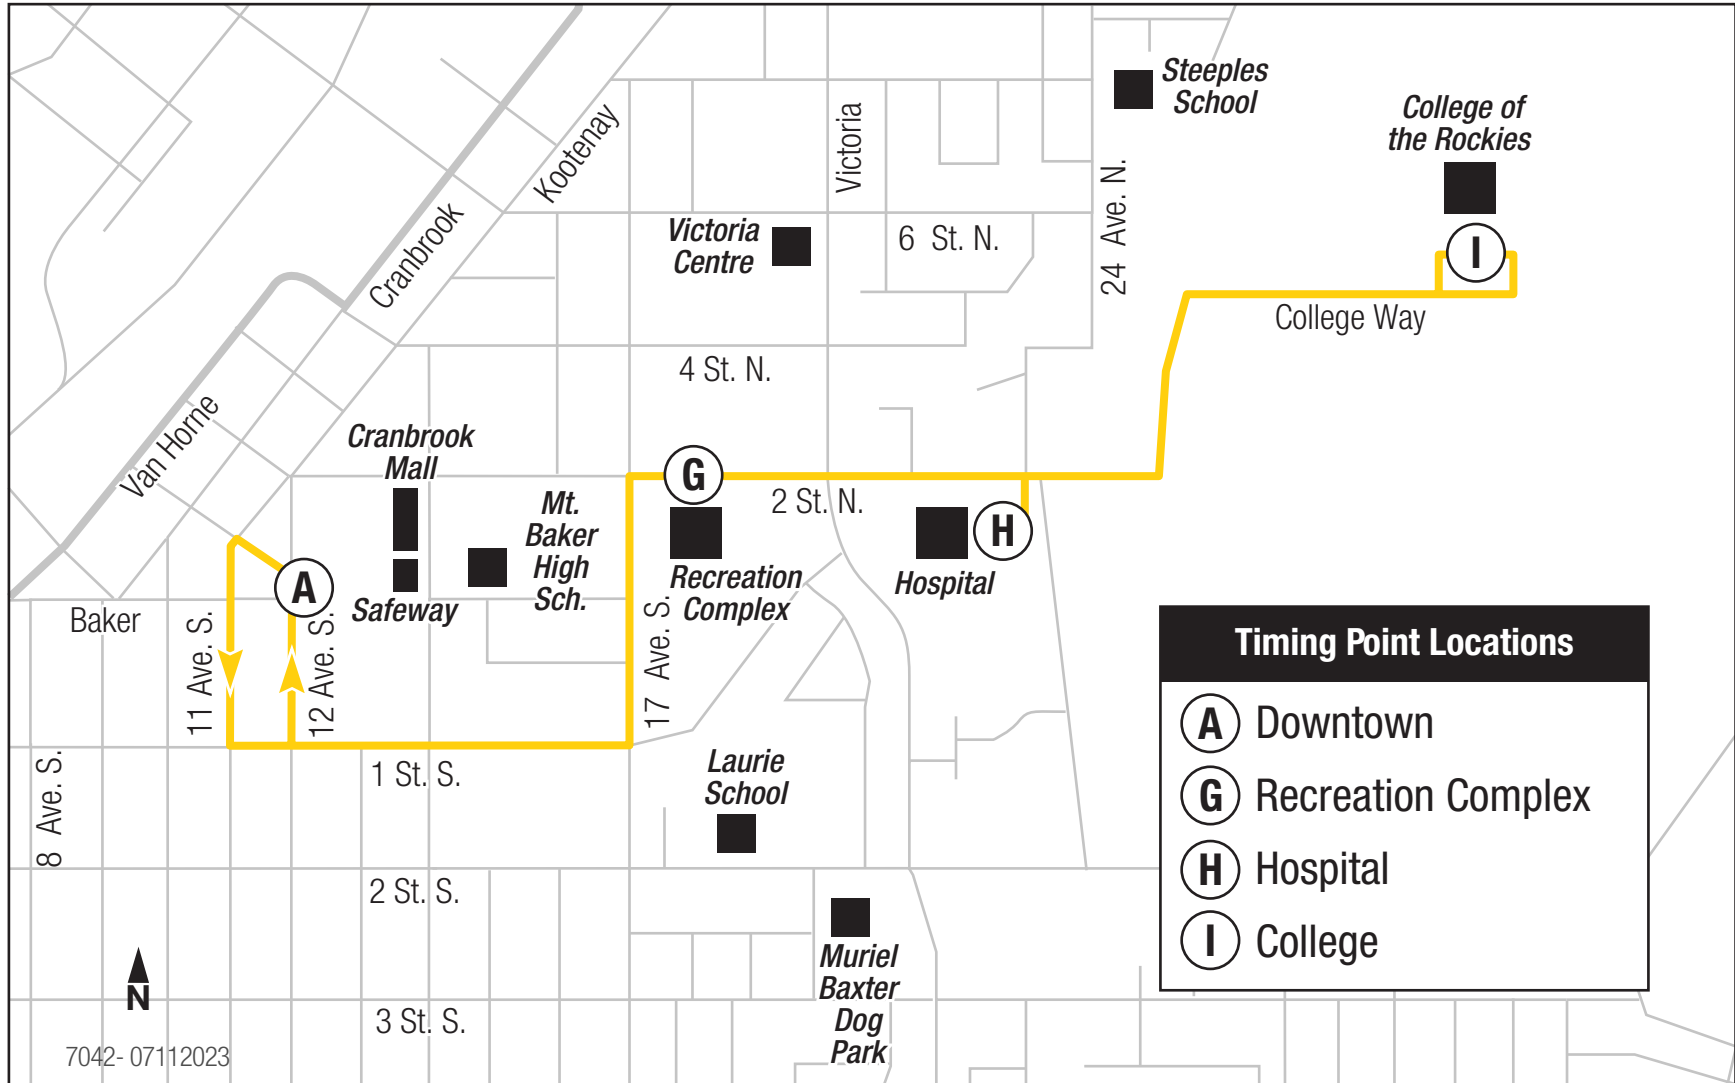 Steeples
School
College of
the Rockies
Kootenay
Victoria
Cranbrook
24 Ave. N.
Victoria
Centre
6 St. N.
I
College Way
4 St. N.
Van Horne
Cranbrook
Mall
G
2 St. N.
Mt.
Baker
High
Sch.
H
A
Safeway
Recreation
Complex
Hospital
Baker
11 Ave. S.
12 Ave. S.
17 Ave. S.
Timing Point Locations
A Downtown
G Recreation Complex
H Hospital
I College
8 Ave. S.
1 St. S.
Laurie
School
2 St. S.
Muriel
Baxter
Dog
Park
N
3 St. S.
7042- 07112023